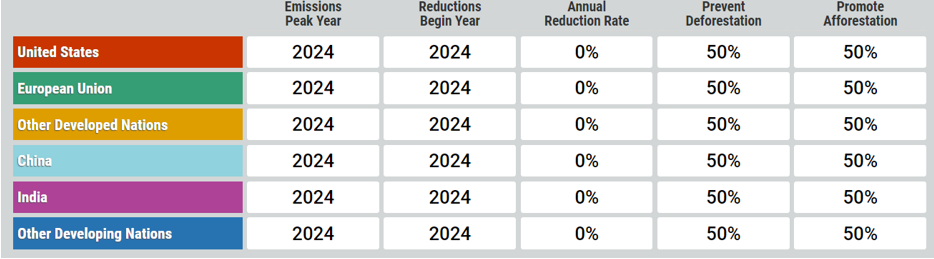 Emissions Peak Year Reductions Begin Year Annual Reduction Rate Prevent Deforestation Promote Afforestation
United States 2024 2024 0% 50% 50%
European Union 2024 2024 0% 50% 50%
Other Developed Nations 2024 2024 0% 50% 50%
China 2024 2024 0% 50% 50%
India 2024 2024 0% 50% 50%
Other Developing Nations 2024 2024 0% 50% 50%